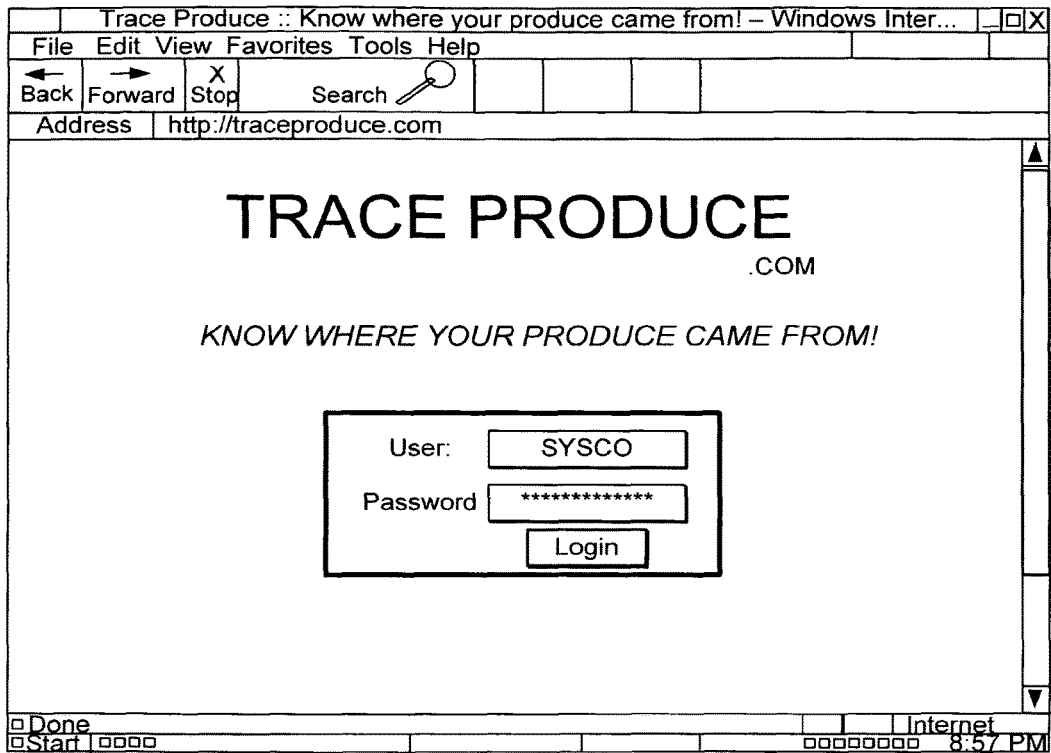 Trace Produce :: Know where your produce came from! – Windows Inter...
X
File Edit View Favorites Tools Help
X
Back Forward Stop Search
Address http://traceproduce.com
TRACE PRODUCE
.COM
KNOW WHERE YOUR PRODUCE CAME FROM!
User: SYSCO
Password *************
Login
Done Internet
Start 8:57 PM